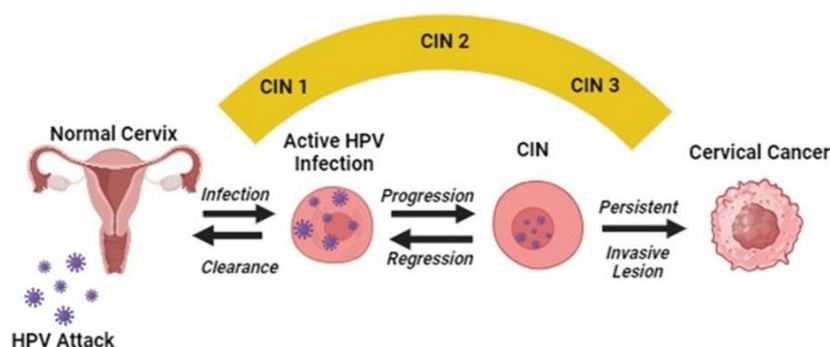 CIN 2
CIN 1
CIN 3
Normal Cervix
Active HPV
Infection
CIN
Cervical Cancer
Infection
Progression
Persistent
Clearance
Regression
Invasive
Lesion
HPV Attack